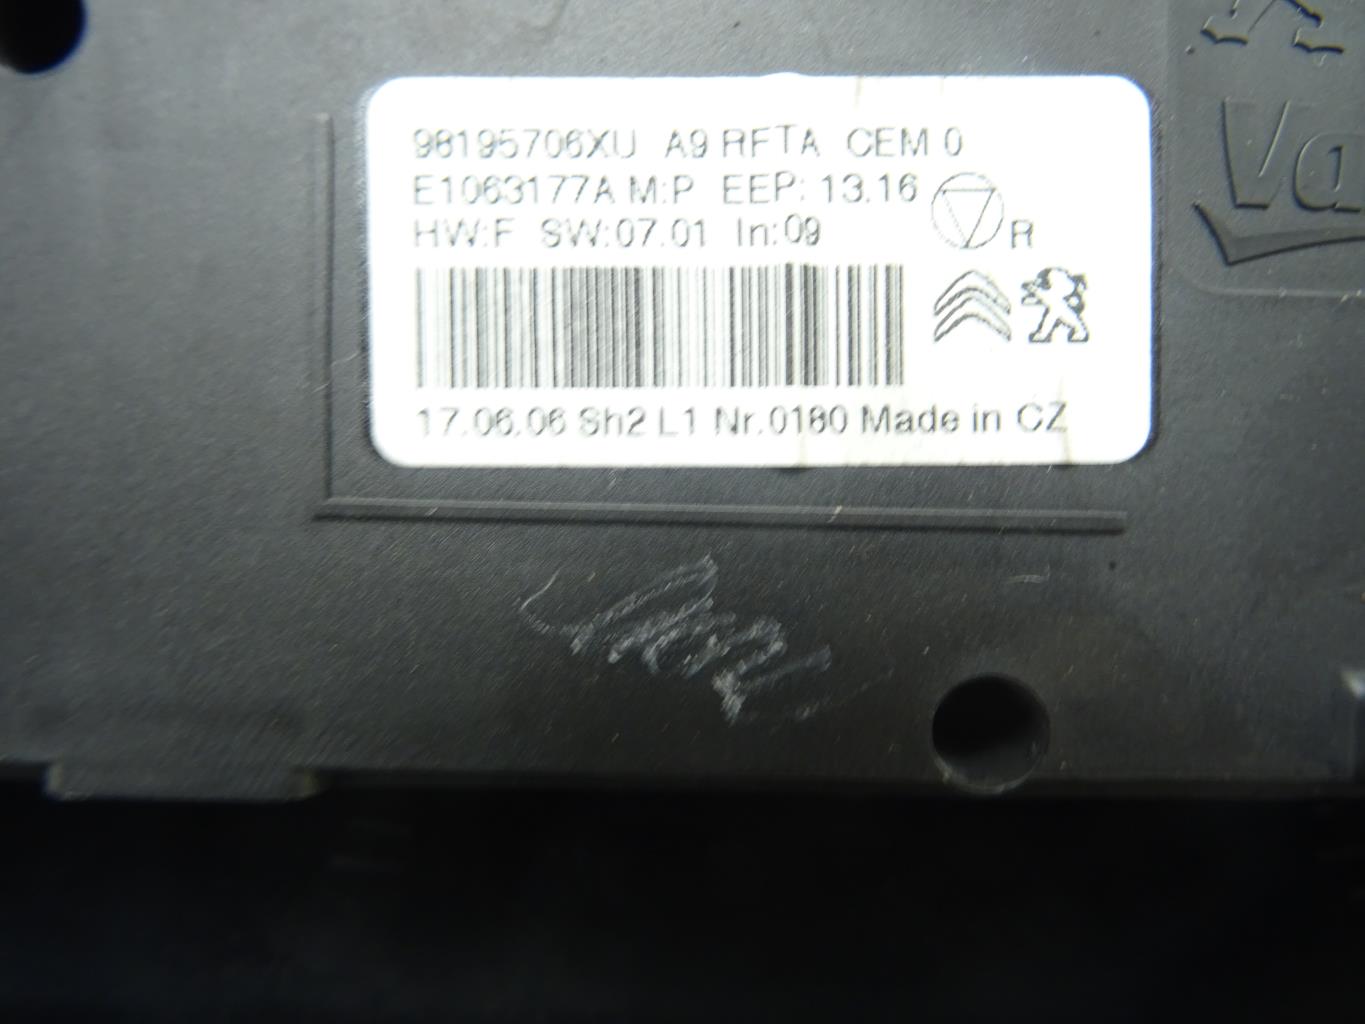 98195706XU A9 RFTA CEM 0
E1063177A M:P EEP: 13.16
HW:F SW:07.01 In:09
R
17.06.06 Sh2 L1 Nr.0180 Made in CZ